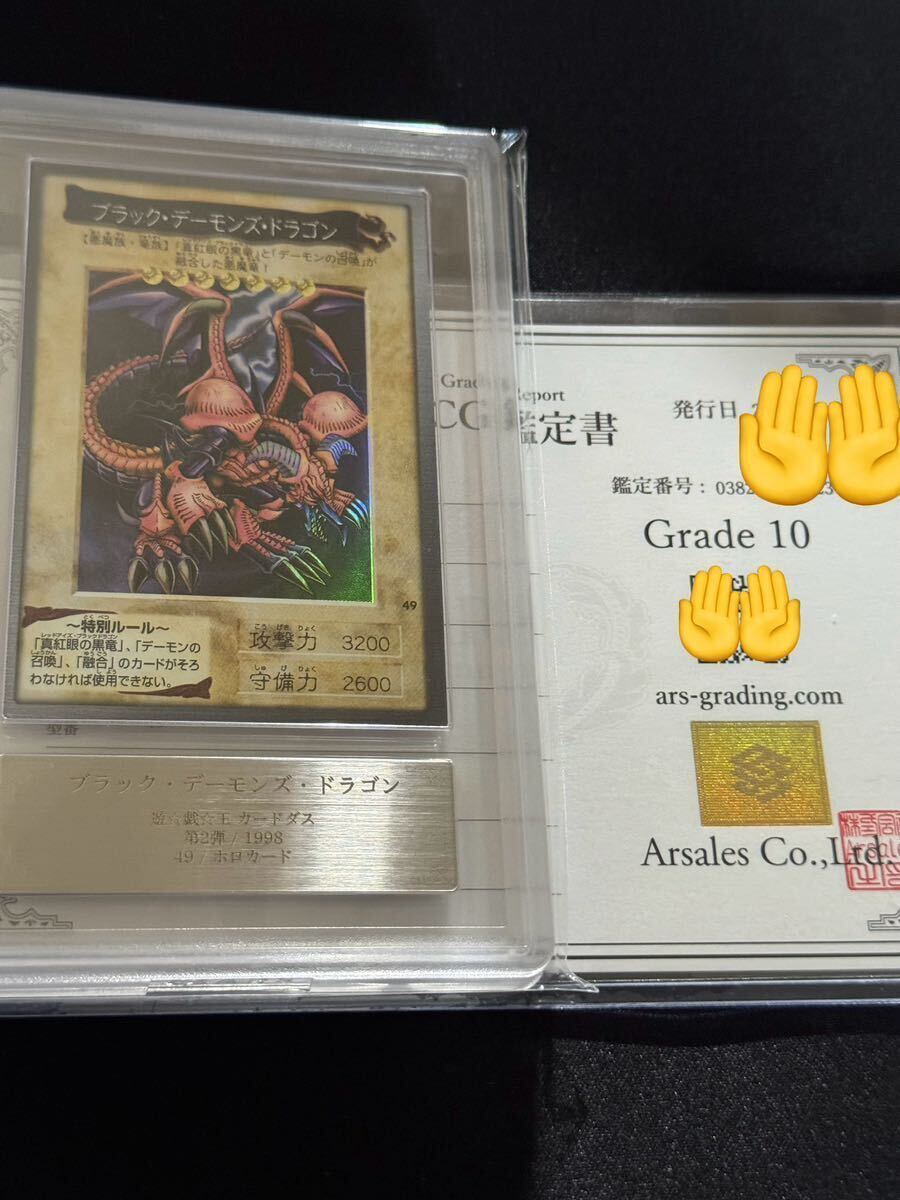 ブラック・デーモンズ・ドラゴン
【悪魔族・竜族】「真紅眼の黒竜」と「デーモンの召喚」が
融合した悪魔竜!
49
~特別ルール~
「真紅眼の黒竜」、「デーモンの
召喚」、「融合」のカードがそろ
わなければ使用できない。
攻撃力 3200
守備力 2600
型番
ブラック・デーモンズ・ドラゴン
遊☆戯☆王 カードダス
第2弾 / 1998
49 / ホロカード
Report
鑑定書
発行日
鑑定番号: 0382
Grade 10
ars-grading.com
Arsales Co.,Ltd.